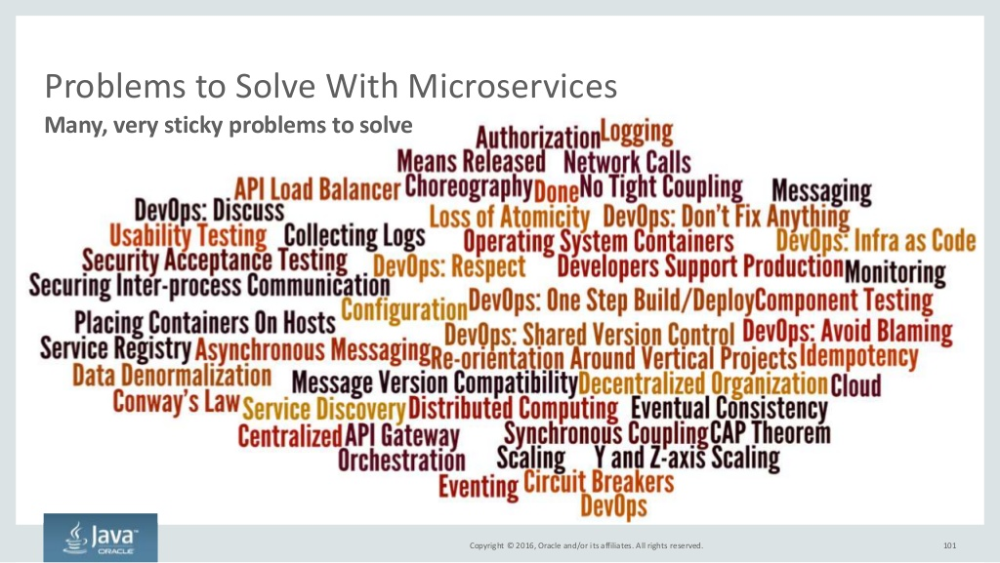 Problems to Solve With Microservices
Many, very sticky problems to solve
Authorization Logging
Means Released Network Calls
API Load Balancer Choreography Done No Tight Coupling Messaging
DevOps: Discuss Loss of Atomicity DevOps: Don't Fix Anything
Usability Testing Collecting Logs Operating System Containers DevOps: Infra as Code
Security Acceptance Testing DevOps: Respect Developers Support Production Monitoring
Securing Inter-process Communication
Configuration DevOps: One Step Build/Deploy Component Testing
Placing Containers On Hosts DevOps: Shared Version Control DevOps: Avoid Blaming
Service Registry Asynchronous Messaging Re-orientation Around Vertical Projects Idempotency
Data Denormalization Message Version Compatibility Decentralized Organization Cloud
Conway's Law Service Discovery Distributed Computing Eventual Consistency
Centralized API Gateway Synchronous Coupling CAP Theorem
Orchestration Scaling Y and Z-axis Scaling
Eventing Circuit Breakers
DevOps
Java™
ORACLE
Copyright © 2016, Oracle and/or its affiliates. All rights reserved.
101